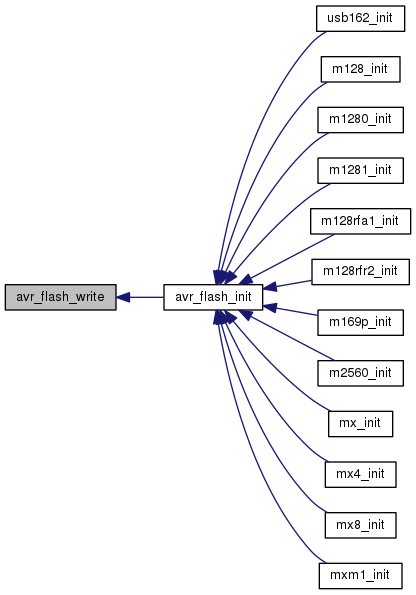 usb162_init
m128_init
m1280_init
m1281_init
m128rfa1_init
m128rfr2_init
avr_flash_write
avr_flash_init
m169p_init
m2560_init
mx_init
mx4_init
mx8_init
mxm1_init